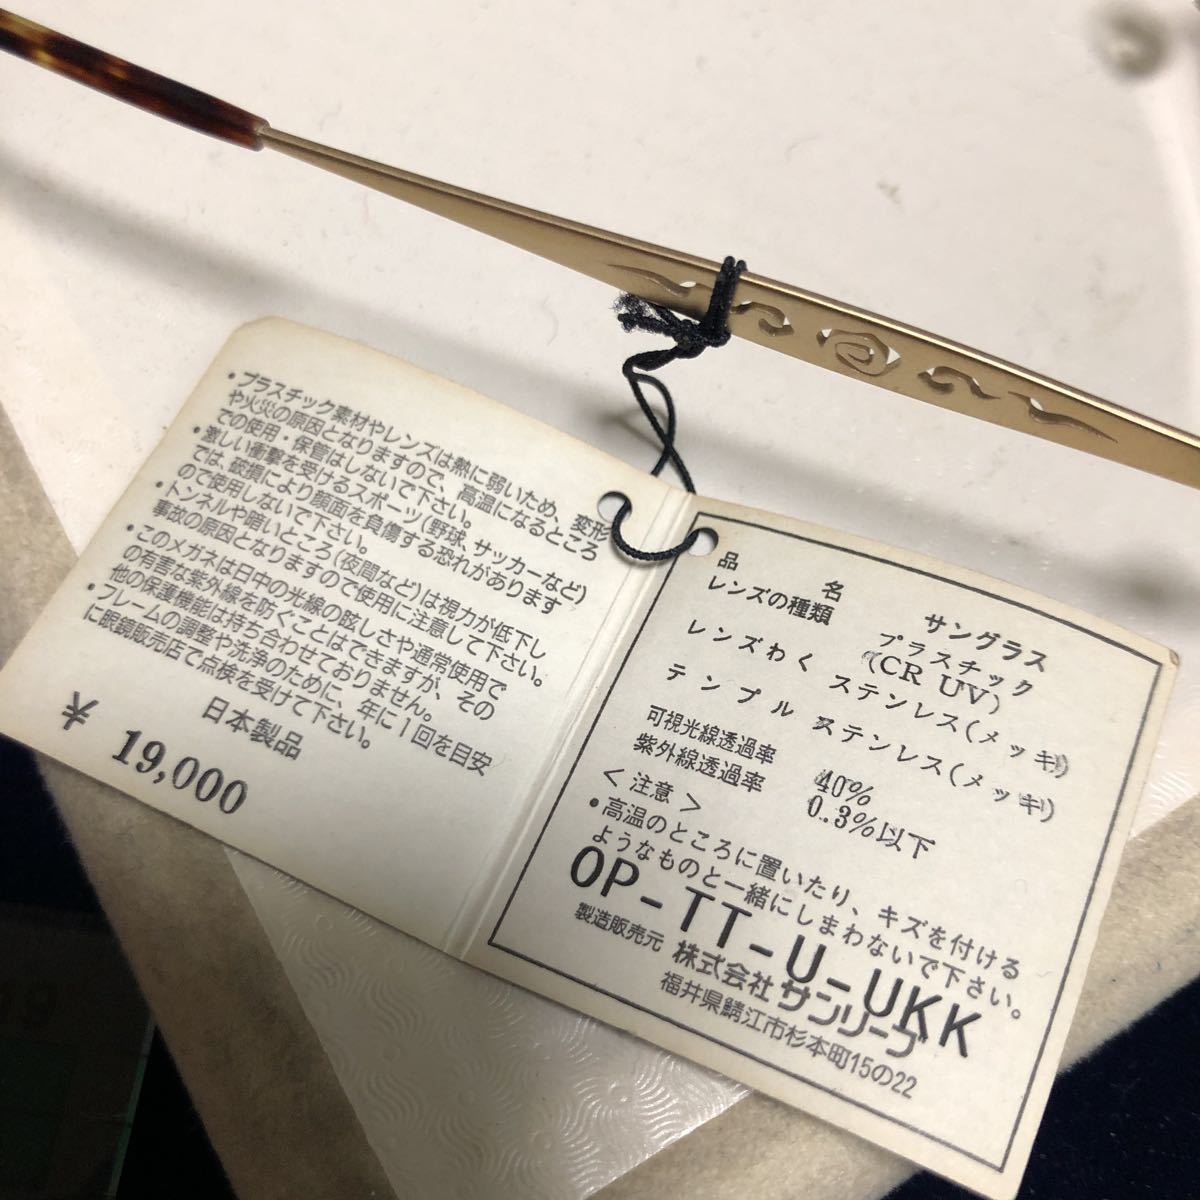 ・プラスチック素材やレンズは熱に弱いため、変形
や火災の原因となりますので、高温になるところ
での使用・保管はしないで下さい。
・激しい衝撃を受けるスポーツ(野球、サッカーなど)
では、破損により顔面を負傷する恐れがあります
ので使用しないで下さい。
・トンネルや暗いところ(夜間など)は視力が低下し
事故の原因となりますので使用に注意して下さい。
・このメガネは日中の光線の眩しさや通常使用で
の有害な紫外線を防ぐことはできますが、その
他の保護機能は持ち合わせておりません。
・フレームの調整や洗浄のために、年に1回を目安
に眼鏡販売店で点検を受けて下さい。
日本製品
¥ 19,000
品名 サングラス
レンズの種類 プラスチック
(CR UV)
レンズわく ステンレス(メッキ)
テンプル ステンレス(メッキ)
可視光線透過率 40%
紫外線透過率 0.3%以下
<注意>
・高温のところに置いたり、キズを付ける
ようなものと一緒にしまわないで下さい。
OP-TT-U-UKK
製造販売元 株式会社サンリーブ
福井県鯖江市杉本町15の22